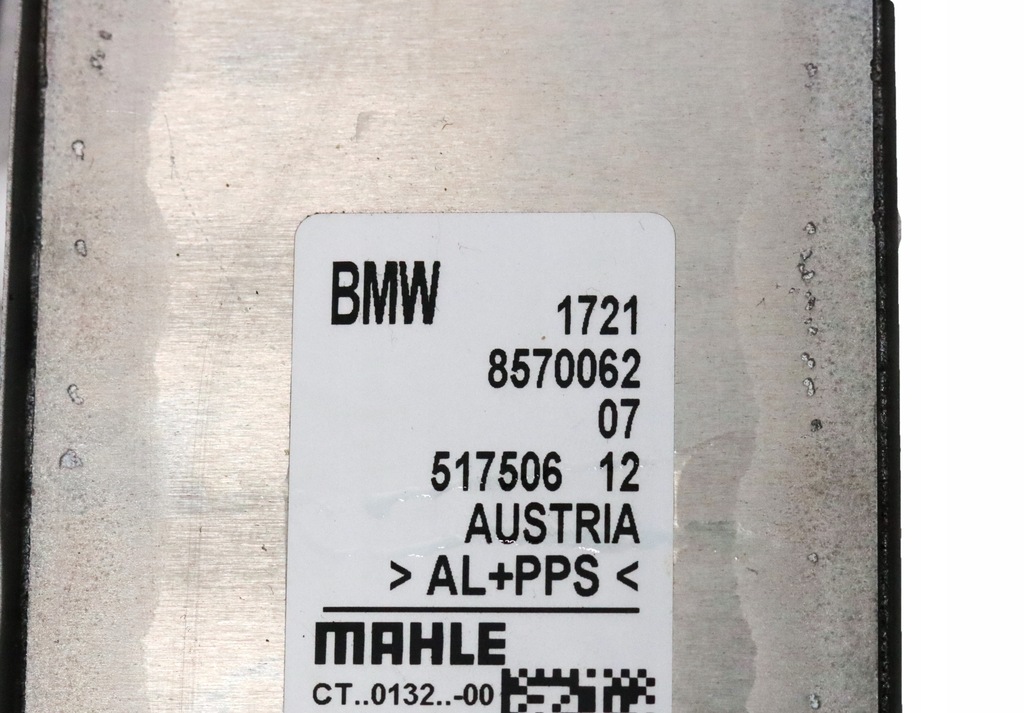 BMW
1721
8570062
07
517506 12
AUSTRIA
> AL+PPS <
MAHLE
CT..0132..-00